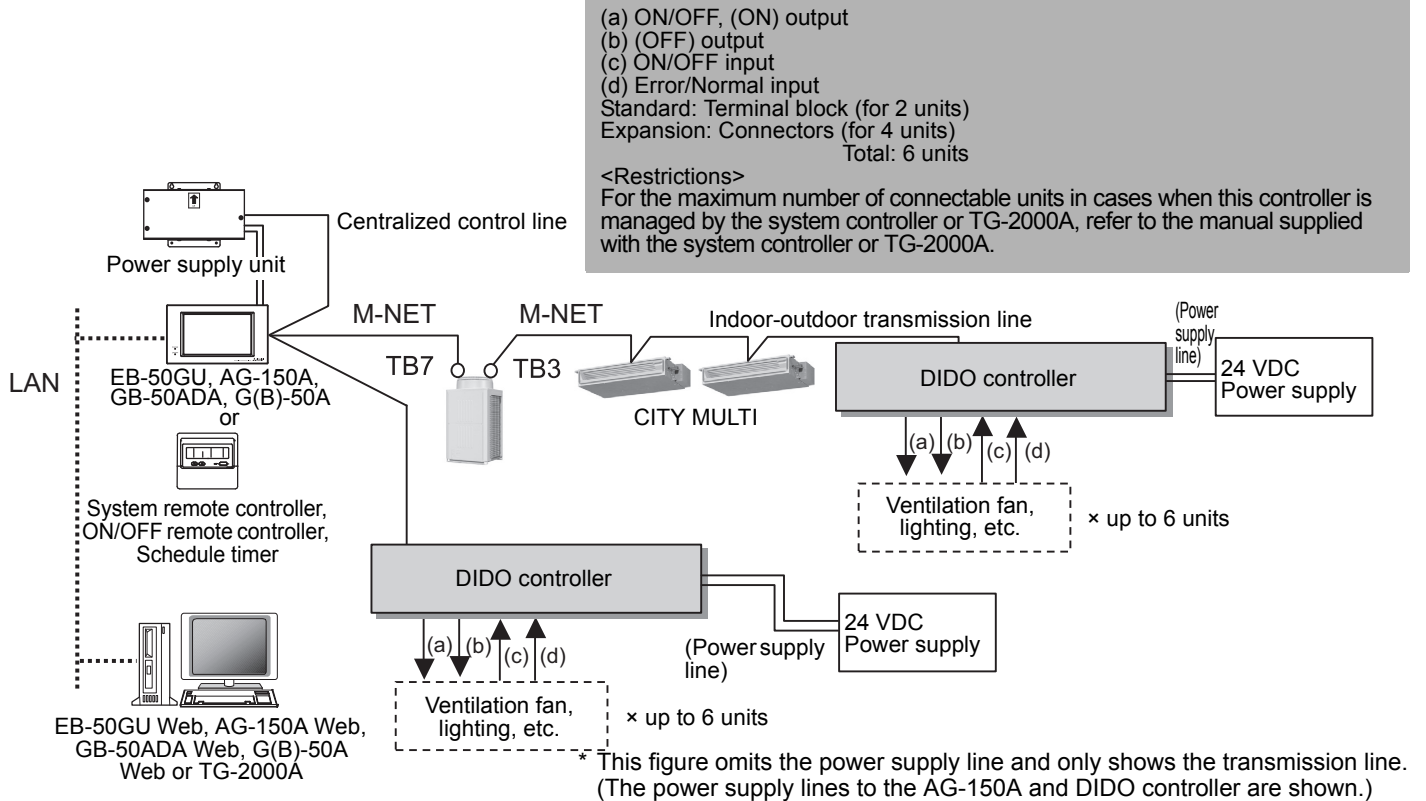 (a) ON/OFF, (ON) output
(b) (OFF) output
(c) ON/OFF input
(d) Error/Normal input
Standard: Terminal block (for 2 units)
Expansion: Connectors (for 4 units)
Total: 6 units
<Restrictions>
For the maximum number of connectable units in cases when this controller is
managed by the system controller or TG-2000A, refer to the manual supplied
with the system controller or TG-2000A.
Centralized control line
Power supply unit
LAN
EB-50GU, AG-150A,
GB-50ADA, G(B)-50A
or
System remote controller,
ON/OFF remote controller,
Schedule timer
EB-50GU Web, AG-150A Web,
GB-50ADA Web, G(B)-50A
Web or TG-2000A
M-NET
TB7
M-NET
TB3
Indoor-outdoor transmission line
CITY MULTI
DIDO controller
(Power
supply
line)
24 VDC
Power supply
(a)
(b)
(c)
(d)
Ventilation fan,
lighting, etc.
× up to 6 units
DIDO controller
(Power supply
line)
24 VDC
Power supply
(a)
(b)
(c)
(d)
Ventilation fan,
lighting, etc.
× up to 6 units
* This figure omits the power supply line and only shows the transmission line.
(The power supply lines to the AG-150A and DIDO controller are shown.)